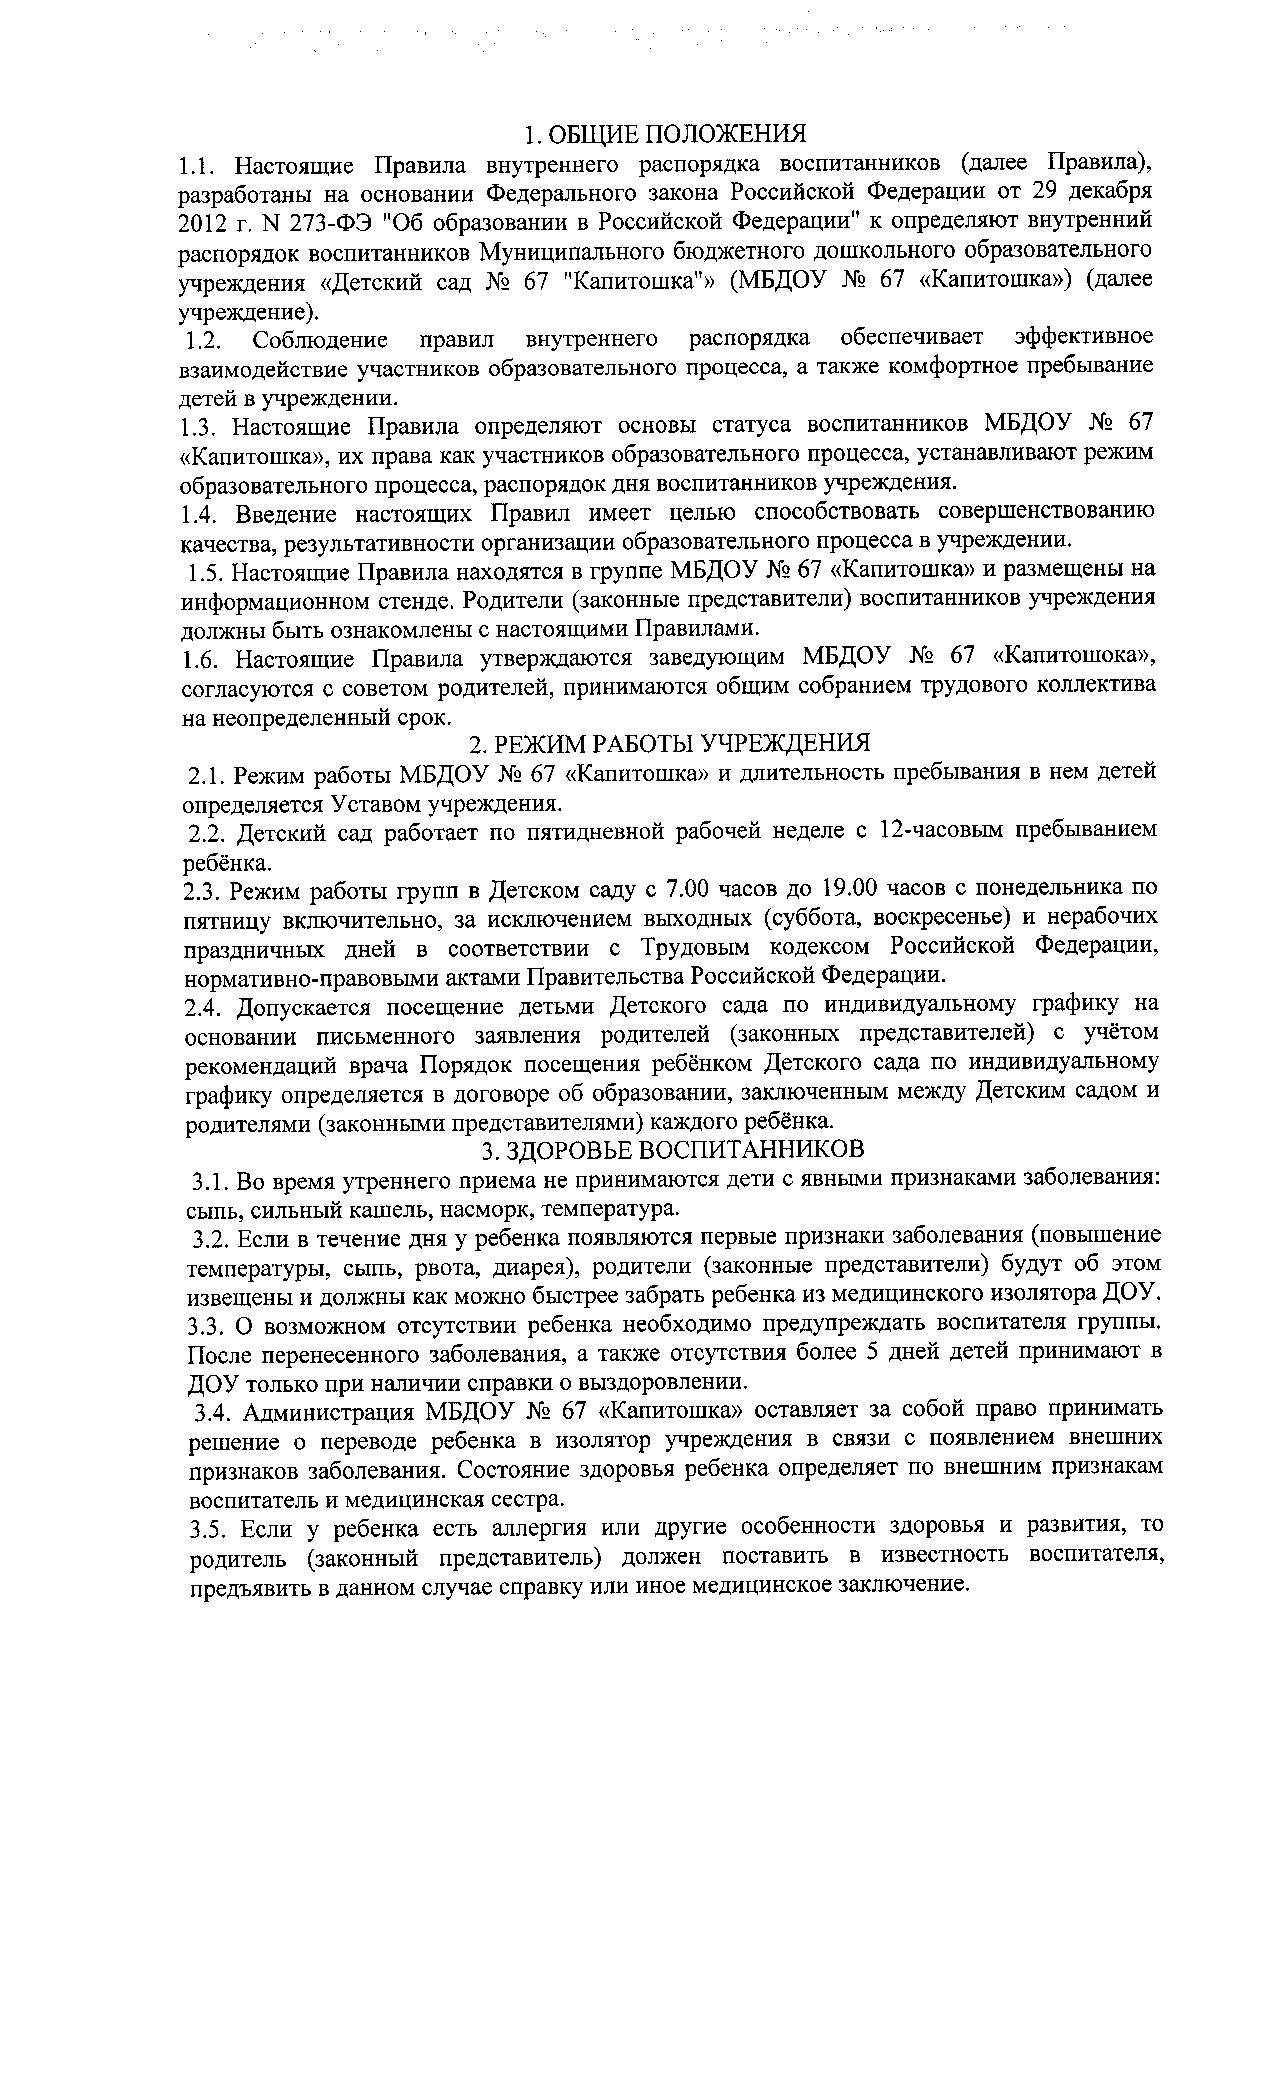 1. ОБЩИЕ ПОЛОЖЕНИЯ
1.1. Настоящие Правила внутреннего распорядка воспитанников (далее Правила),
разработаны на основании Федерального закона Российской Федерации от 29 декабря
2012 г. N 273-ФЭ "Об образовании в Российской Федерации" к определяют внутренний
распорядок воспитанников Муниципального бюджетного дошкольного образовательного
учреждения «Детский сад № 67 "Капитошка"» (МБДОУ № 67 «Капитошка») (далее
учреждение).
1.2. Соблюдение правил внутреннего распорядка обеспечивает эффективное
взаимодействие участников образовательного процесса, а также комфортное пребывание
детей в учреждении.
1.3. Настоящие Правила определяют основы статуса воспитанников МБДОУ № 67
«Капитошка», их права как участников образовательного процесса, устанавливают режим
образовательного процесса, распорядок дня воспитанников учреждения.
1.4. Введение настоящих Правил имеет целью способствовать совершенствованию
качества, результативности организации образовательного процесса в учреждении.
1.5. Настоящие Правила находятся в группе МБДОУ № 67 «Капитошка» и размещены на
информационном стенде. Родители (законные представители) воспитанников учреждения
должны быть ознакомлены с настоящими Правилами.
1.6. Настоящие Правила утверждаются заведующим МБДОУ № 67 «Капитошока»,
согласуются с советом родителей, принимаются общим собранием трудового коллектива
на неопределенный срок.
2. РЕЖИМ РАБОТЫ УЧРЕЖДЕНИЯ
2.1. Режим работы МБДОУ № 67 «Капитошка» и длительность пребывания в нем детей
определяется Уставом учреждения.
2.2. Детский сад работает по пятидневной рабочей неделе с 12-часовым пребыванием
ребёнка.
2.3. Режим работы групп в Детском саду с 7.00 часов до 19.00 часов с понедельника по
пятницу включительно, за исключением выходных (суббота, воскресенье) и нерабочих
праздничных дней в соответствии с Трудовым кодексом Российской Федерации,
нормативно-правовыми актами Правительства Российской Федерации.
2.4. Допускается посещение детьми Детского сада по индивидуальному графику на
основании письменного заявления родителей (законных представителей) с учётом
рекомендаций врача Порядок посещения ребёнком Детского сада по индивидуальному
графику определяется в договоре об образовании, заключенным между Детским садом и
родителями (законными представителями) каждого ребёнка.
3. ЗДОРОВЬЕ ВОСПИТАННИКОВ
3.1. Во время утреннего приема не принимаются дети с явными признаками заболевания:
сыпь, сильный кашель, насморк, температура.
3.2. Если в течение дня у ребенка появляются первые признаки заболевания (повышение
температуры, сыпь, рвота, диарея), родители (законные представители) будут об этом
извещены и должны как можно быстрее забрать ребенка из медицинского изолятора ДОУ.
3.3. О возможном отсутствии ребенка необходимо предупреждать воспитателя группы.
После перенесенного заболевания, а также отсутствия более 5 дней детей принимают в
ДОУ только при наличии справки о выздоровлении.
3.4. Администрация МБДОУ № 67 «Капитошка» оставляет за собой право принимать
решение о переводе ребенка в изолятор учреждения в связи с появлением внешних
признаков заболевания. Состояние здоровья ребенка определяет по внешним признакам
воспитатель и медицинская сестра.
3.5. Если у ребенка есть аллергия или другие особенности здоровья и развития, то
родитель (законный представитель) должен поставить в известность воспитателя,
предъявить в данном случае справку или иное медицинское заключение.